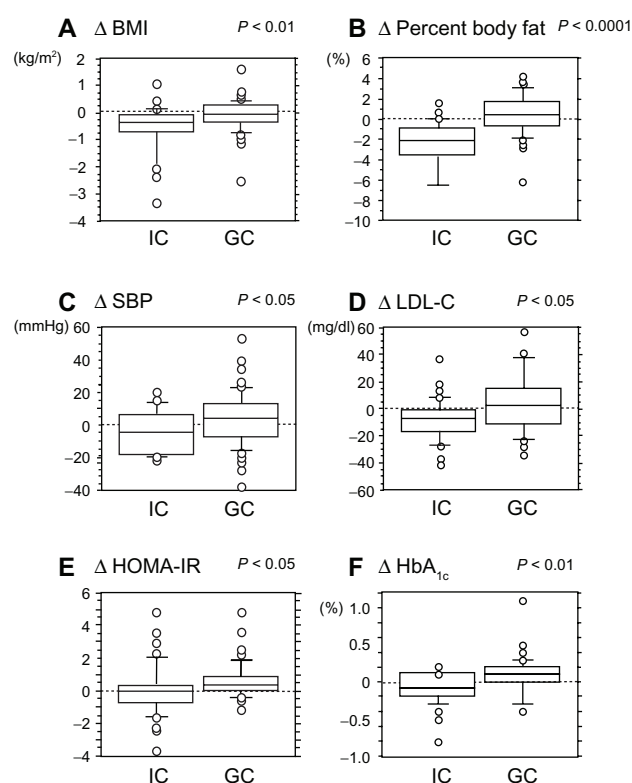 A Δ BMI P < 0.01
(kg/m²)
2
1
0
–1
–2
–3
–4
IC GC
B Δ Percent body fat P < 0.0001
(%)
6
4
2
0
–2
–4
–6
–8
–10
IC GC
C Δ SBP P < 0.05
(mmHg)
60
40
20
0
–20
–40
IC GC
D Δ LDL-C P < 0.05
(mg/dl)
60
40
20
0
–20
–40
–60
IC GC
E Δ HOMA-IR P < 0.05
6
4
2
0
–2
–4
IC GC
F Δ HbA1c P < 0.01
(%)
1.0
0.5
0
–0.5
–1.0
IC GC